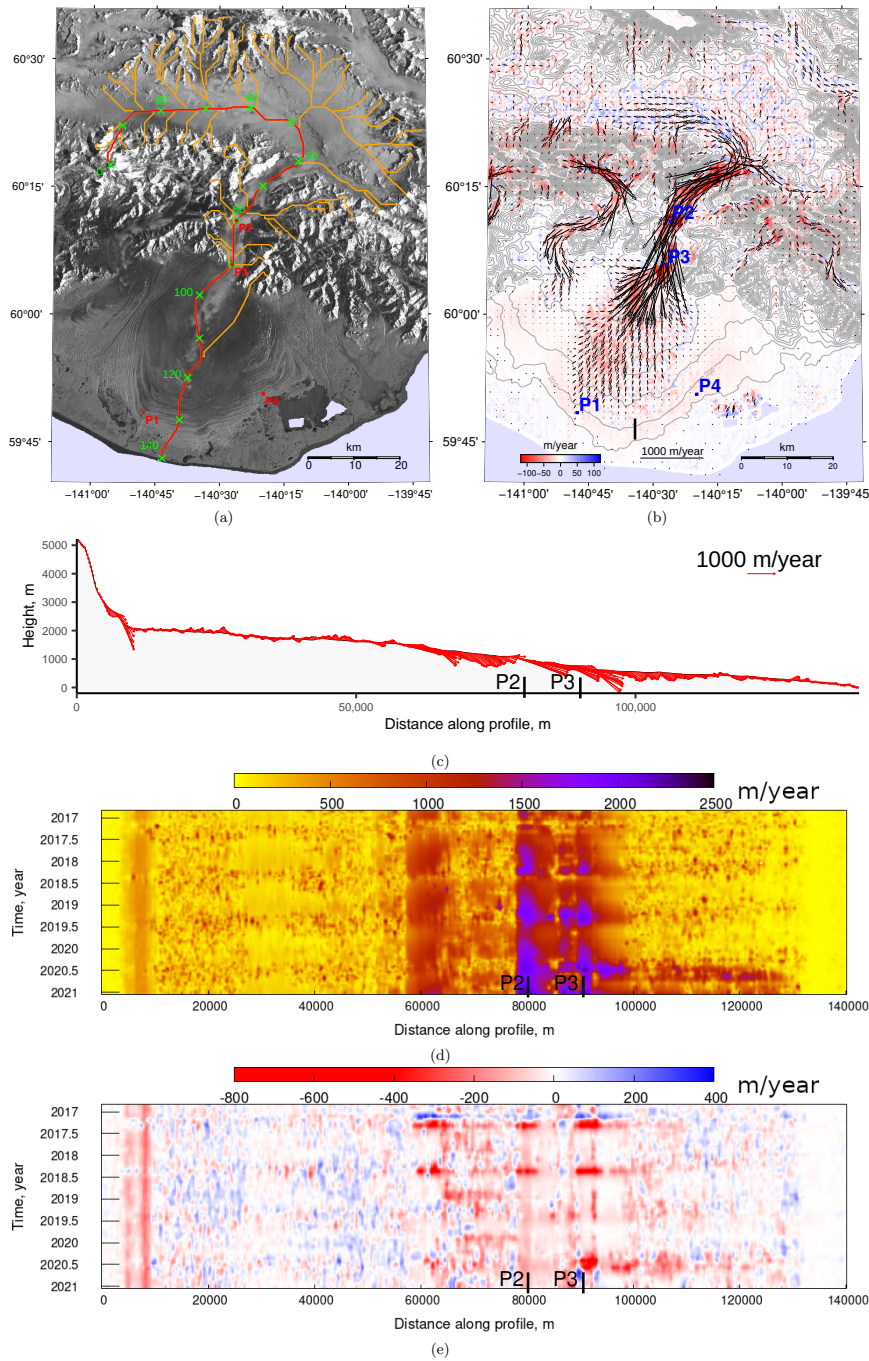 60°30'
60°15'
60°00'
59°45'
0
100
120
140
P2
P3
P1
km
0 10 20
−141°00' −140°45' −140°30' −140°15' −140°00' −139°45'
(a)
60°30'
60°15'
60°00'
59°45'
P2
P3
P4
P1
m/year
−100 −50 0 50 100
1000 m/year
km
0 10 20
−141°00' −140°45' −140°30' −140°15' −140°00' −139°45'
(b)
Height, m
5000
4000
3000
2000
1000
0
1000 m/year
P2 P3
0 50,000 100,000
Distance along profile, m
(c)
0 500 1000 1500 2000 2500
m/year
Time, year
2017
2017.5
2018
2018.5
2019
2019.5
2020
2020.5
2021
P2 P3
0 20000 40000 60000 80000 100000 120000 140000
Distance along profile, m
(d)
-800 -600 -400 -200 0 200 400
m/year
Time, year
2017
2017.5
2018
2018.5
2019
2019.5
2020
2020.5
2021
P2 P3
0 20000 40000 60000 80000 100000 120000 140000
Distance along profile, m
(e)